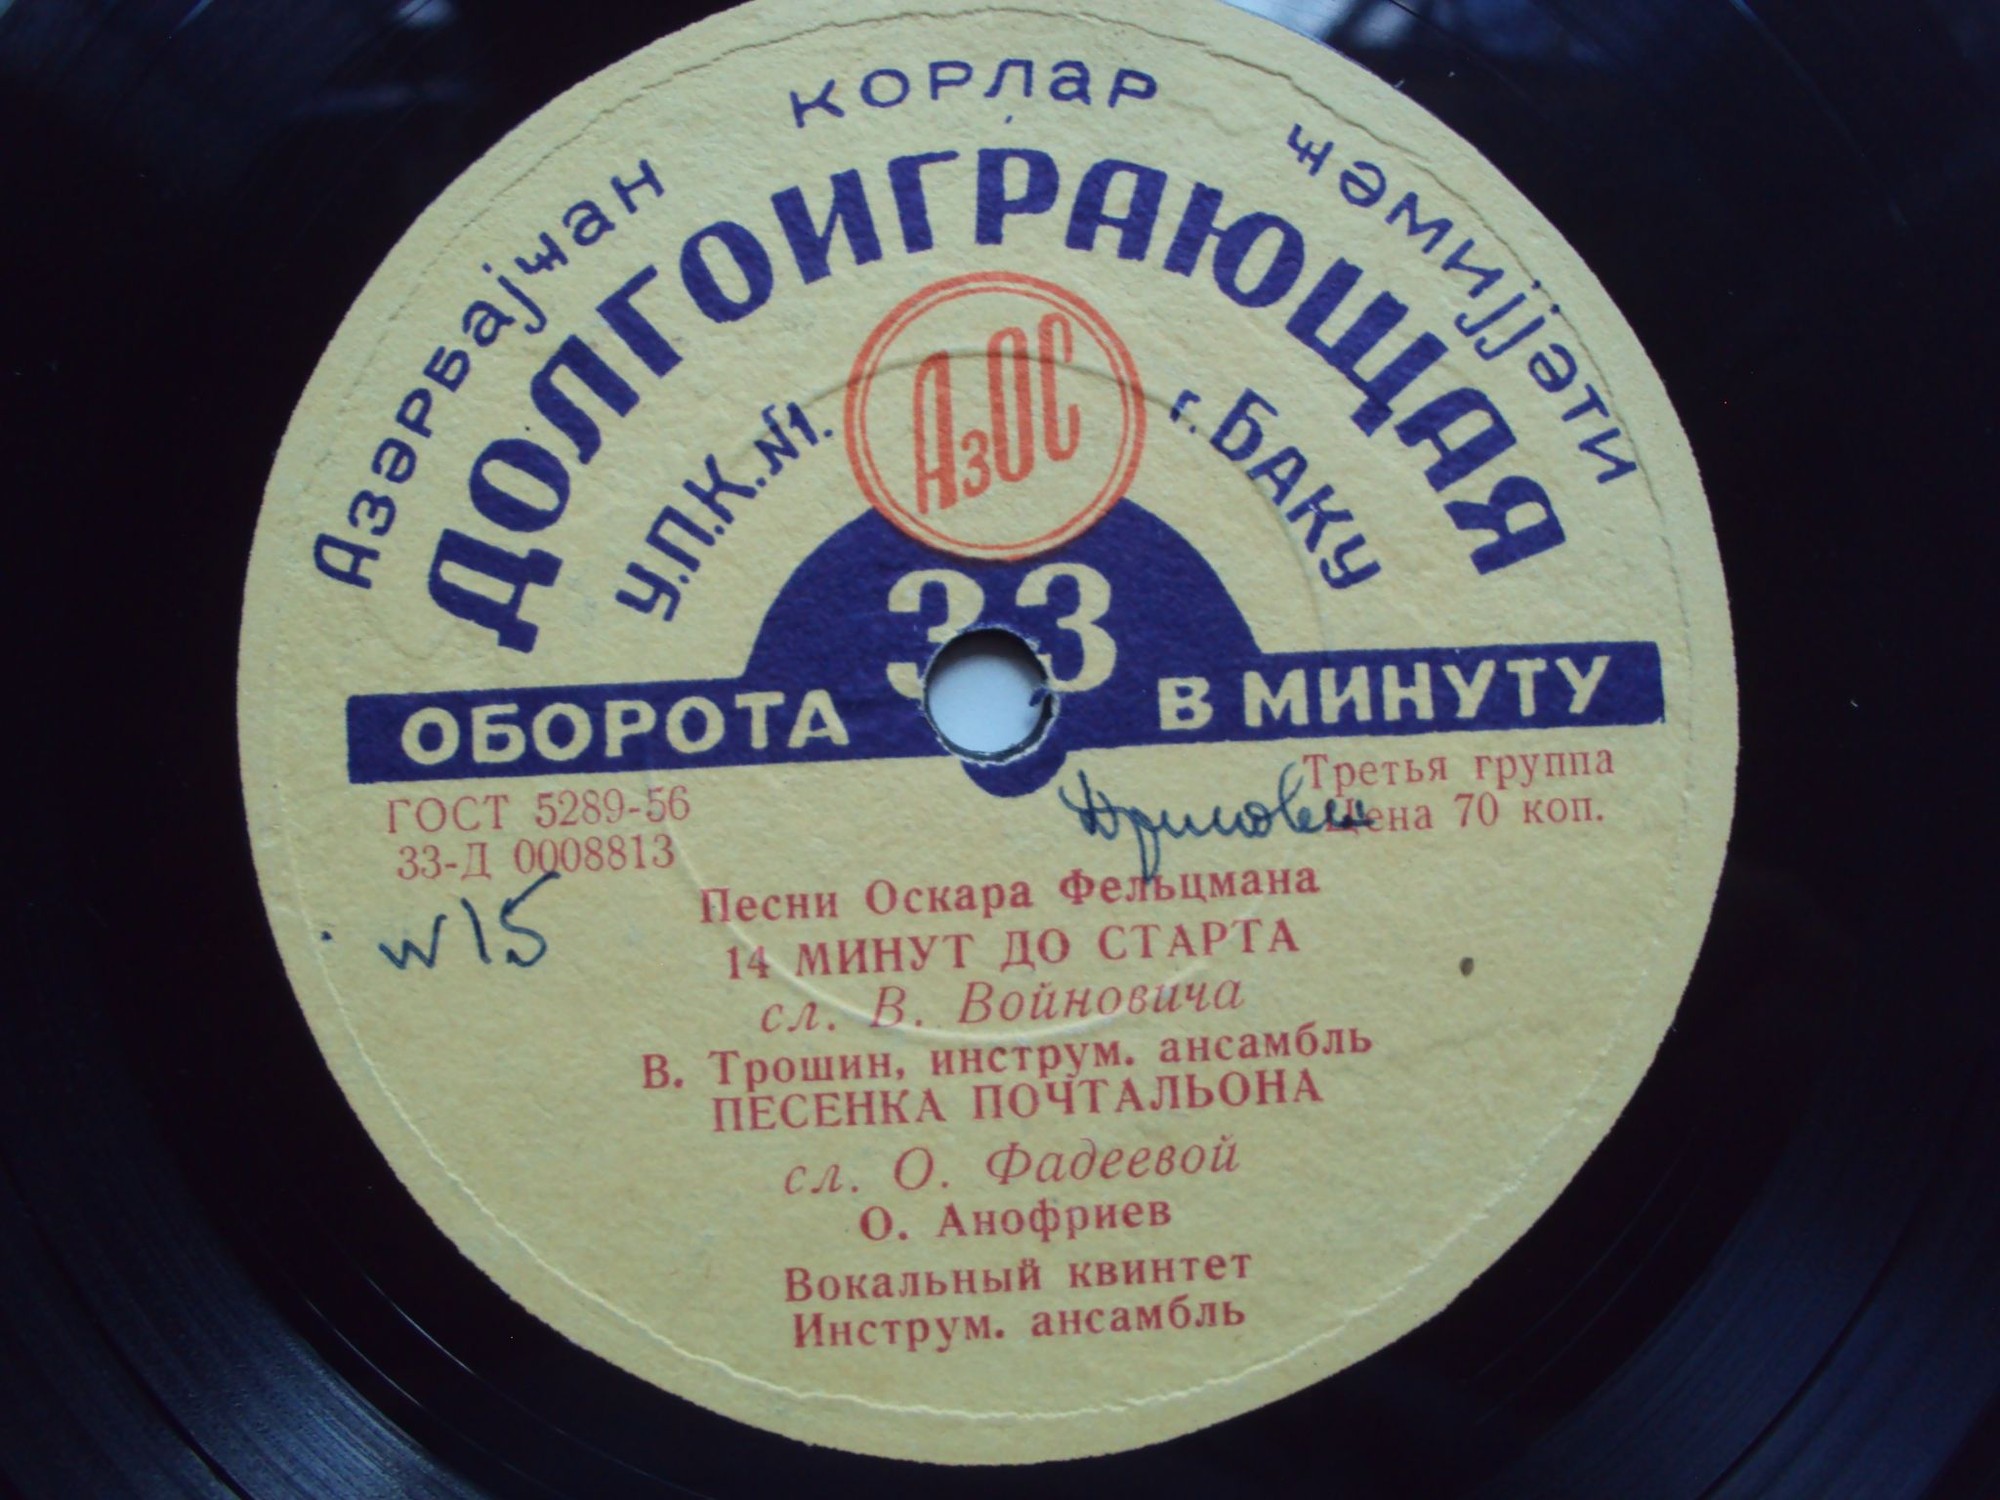 Азәрбајҹан корлар ҹәмијјәти
ДОЛГОИГРАЮЩАЯ
У.П.К. №1. г. БАКУ
АзОС
33
ОБОРОТА В МИНУТУ
ГОСТ 5289-56
33-Д 0008813
Третья группа
Цена 70 коп.
№15
Песни Оскара Фельцмана
14 МИНУТ ДО СТАРТА
сл. В. Войновича
В. Трошин, инструм. ансамбль
ПЕСЕНКА ПОЧТАЛЬОНА
сл. О. Фадеевой
О. Анофриев
Вокальный квинтет
Инструм. ансамбль